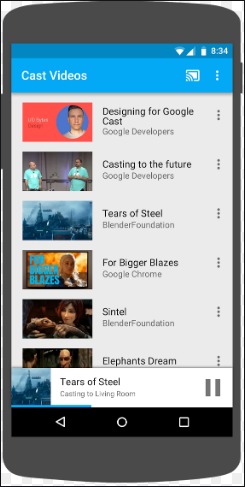 8:34
Cast Videos
Designing for Google
Cast
Google Developers
Casting to the future
Google Developers
Tears of Steel
BlenderFoundation
FOR
BIGGER
BLAZES
For Bigger Blazes
Google Chrome
Sintel
BlenderFoundation
Elephants Dream
Tears of Steel
Casting to Living Room